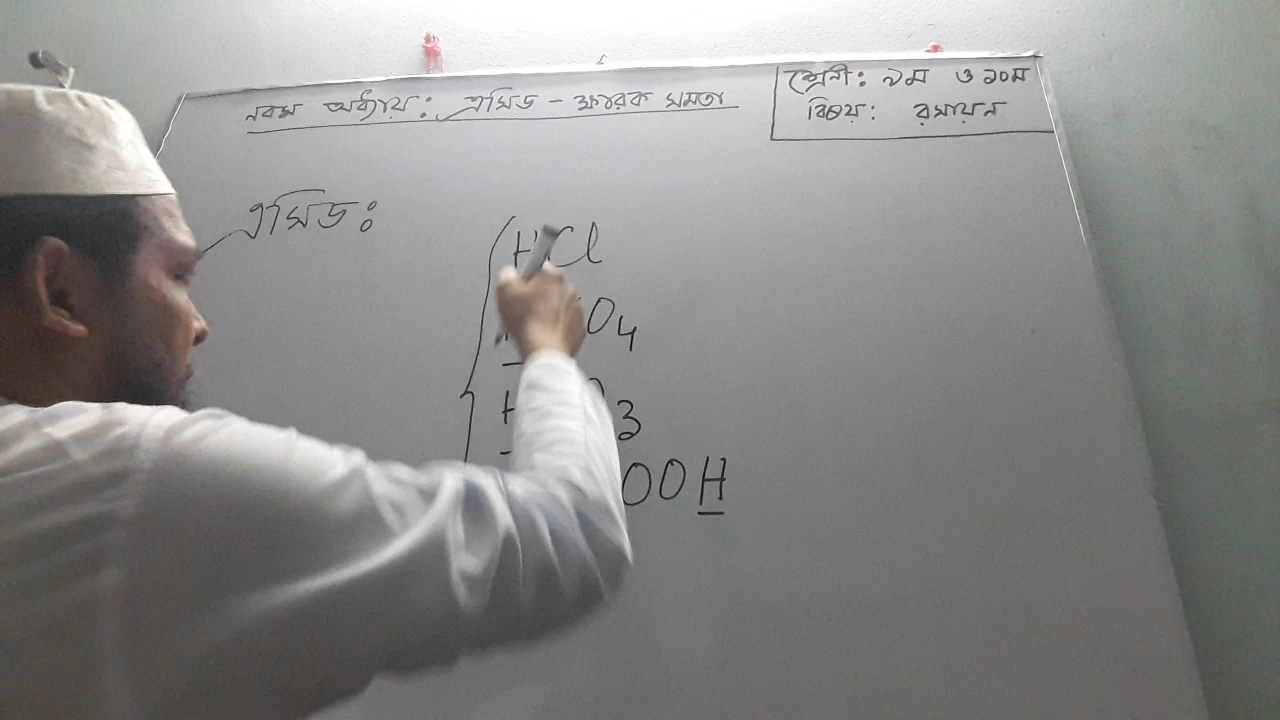 নবম অধ্যায়: এসিড - ক্ষারক সমতা
শ্রেনী: ৯ম ও ১০ম
বিষয়: রসায়ন
এসিড:
HCl
O4
3
OOH